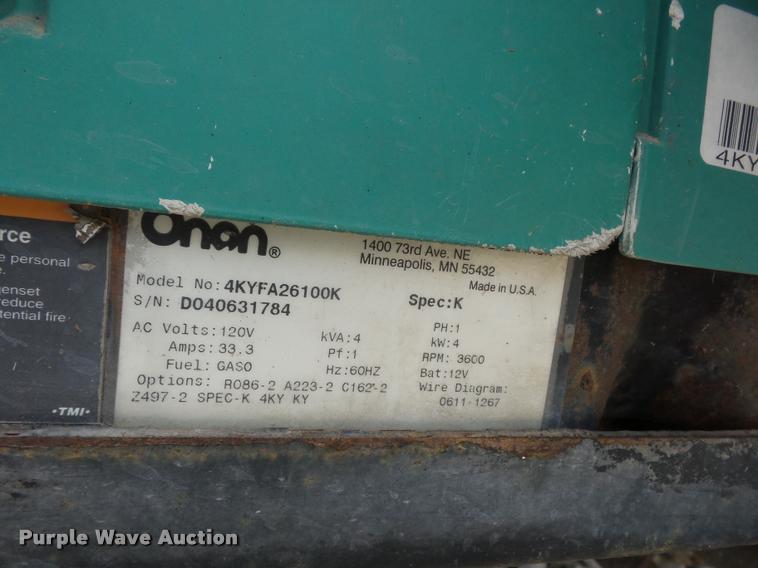 4KY
Onan®
1400 73rd Ave. NE
Minneapolis, MN 55432
Made in U.S.A.
Model No: 4KYFA26100K
Spec: K
S/N: D040631784
AC Volts: 120V
kVA: 4
PH: 1
Amps: 33.3
Pf: 1
kW: 4
Fuel: GASO
Hz: 60HZ
RPM: 3600
Bat: 12V
Options: R086-2 A223-2 C162-2
Wire Diagram:
Z497-2 SPEC-K 4KY KY
0611-1267
rce
e personal
e.
enset
reduce
tential fire
·TMI·
Purple Wave Auction